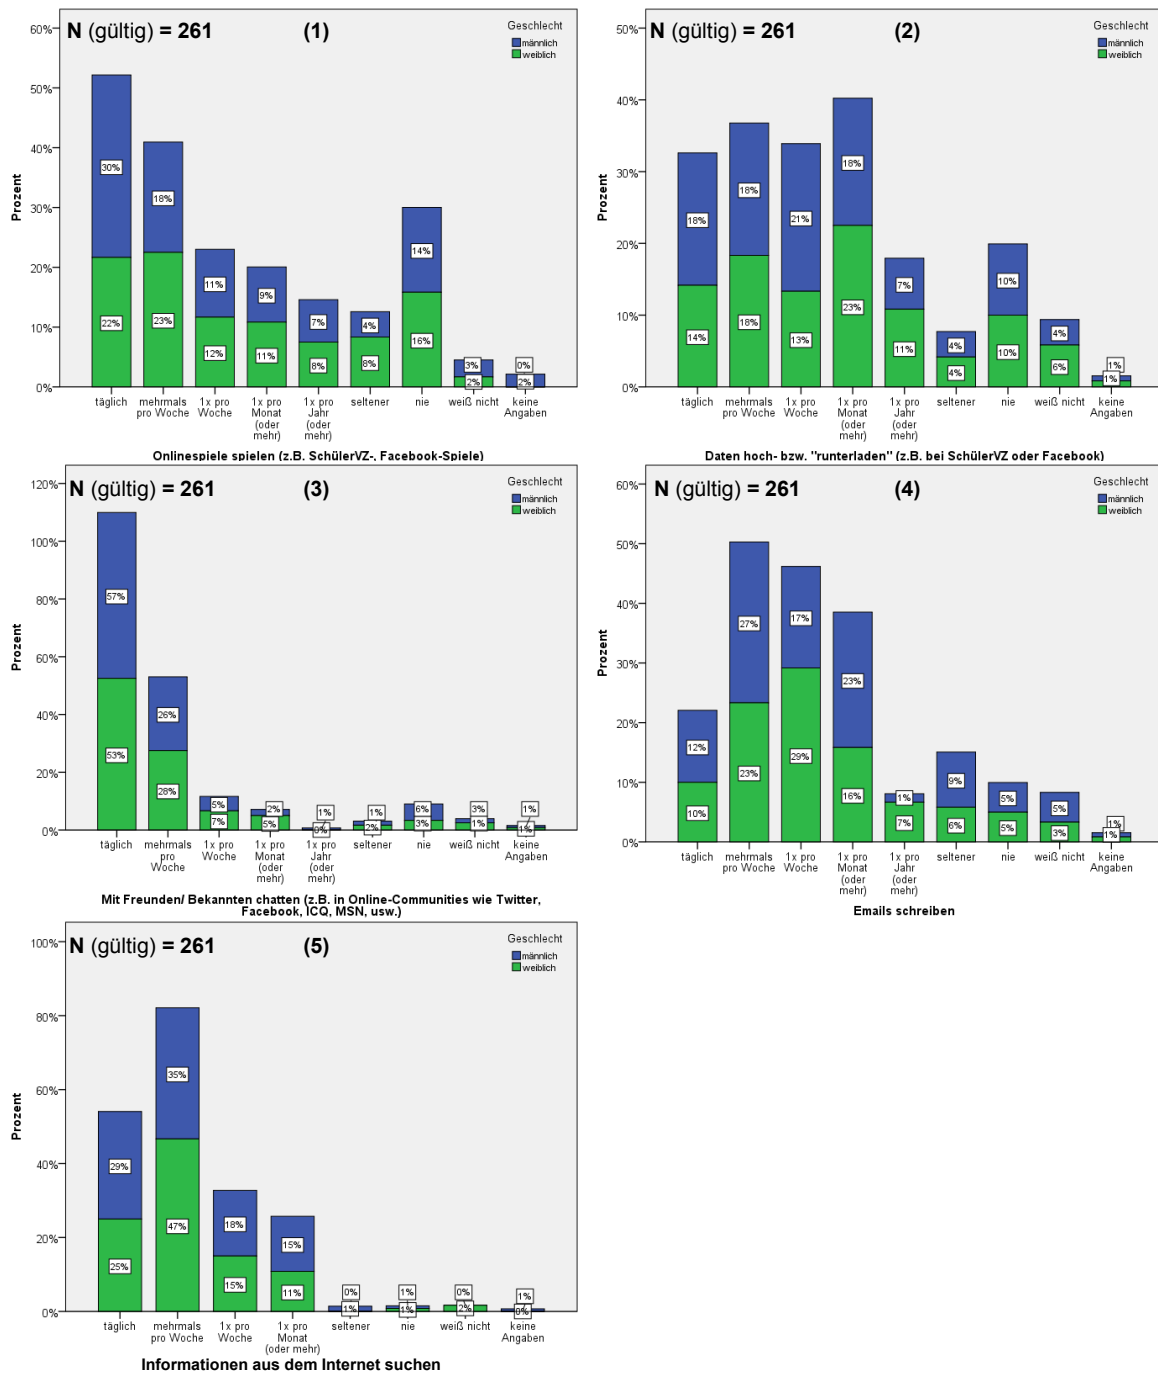 N (gültig) = 261
(1)
Geschlecht
männlich
weiblich
60%
50%
40%
30%
20%
10%
0%
Prozent
30%
18%
11%
9%
7%
4%
14%
3%
0%
22%
23%
12%
11%
8%
8%
16%
2%
2%
täglich
mehrmals pro Woche
1x pro Woche
1x pro Monat (oder mehr)
1x pro Jahr (oder mehr)
seltener
nie
weiß nicht
keine Angaben
Onlinespiele spielen (z.B. SchülerVZ-, Facebook-Spiele)
N (gültig) = 261
(2)
Geschlecht
männlich
weiblich
50%
40%
30%
20%
10%
0%
Prozent
18%
18%
21%
18%
7%
4%
10%
4%
1%
14%
18%
13%
23%
11%
4%
10%
6%
1%
täglich
mehrmals pro Woche
1x pro Woche
1x pro Monat (oder mehr)
1x pro Jahr (oder mehr)
seltener
nie
weiß nicht
keine Angaben
Daten hoch- bzw. "runterladen" (z.B. bei SchülerVZ oder Facebook)
N (gültig) = 261
(3)
Geschlecht
männlich
weiblich
120%
100%
80%
60%
40%
20%
0%
Prozent
57%
26%
5%
2%
1%
1%
6%
3%
1%
53%
28%
7%
5%
0%
2%
3%
1%
1%
täglich
mehrmals pro Woche
1x pro Woche
1x pro Monat (oder mehr)
1x pro Jahr (oder mehr)
seltener
nie
weiß nicht
keine Angaben
Mit Freunden/ Bekannten chatten (z.B. in Online-Communities wie Twitter,
Facebook, ICQ, MSN, usw.)
N (gültig) = 261
(4)
Geschlecht
männlich
weiblich
60%
50%
40%
30%
20%
10%
0%
Prozent
12%
27%
17%
23%
1%
9%
5%
5%
1%
10%
23%
29%
16%
7%
6%
5%
3%
1%
täglich
mehrmals pro Woche
1x pro Woche
1x pro Monat (oder mehr)
1x pro Jahr (oder mehr)
seltener
nie
weiß nicht
keine Angaben
Emails schreiben
N (gültig) = 261
(5)
Geschlecht
männlich
weiblich
100%
80%
60%
40%
20%
0%
Prozent
29%
35%
18%
15%
0%
1%
0%
1%
25%
47%
15%
11%
1%
1%
2%
0%
täglich
mehrmals pro Woche
1x pro Woche
1x pro Monat (oder mehr)
seltener
nie
weiß nicht
keine Angaben
Informationen aus dem Internet suchen